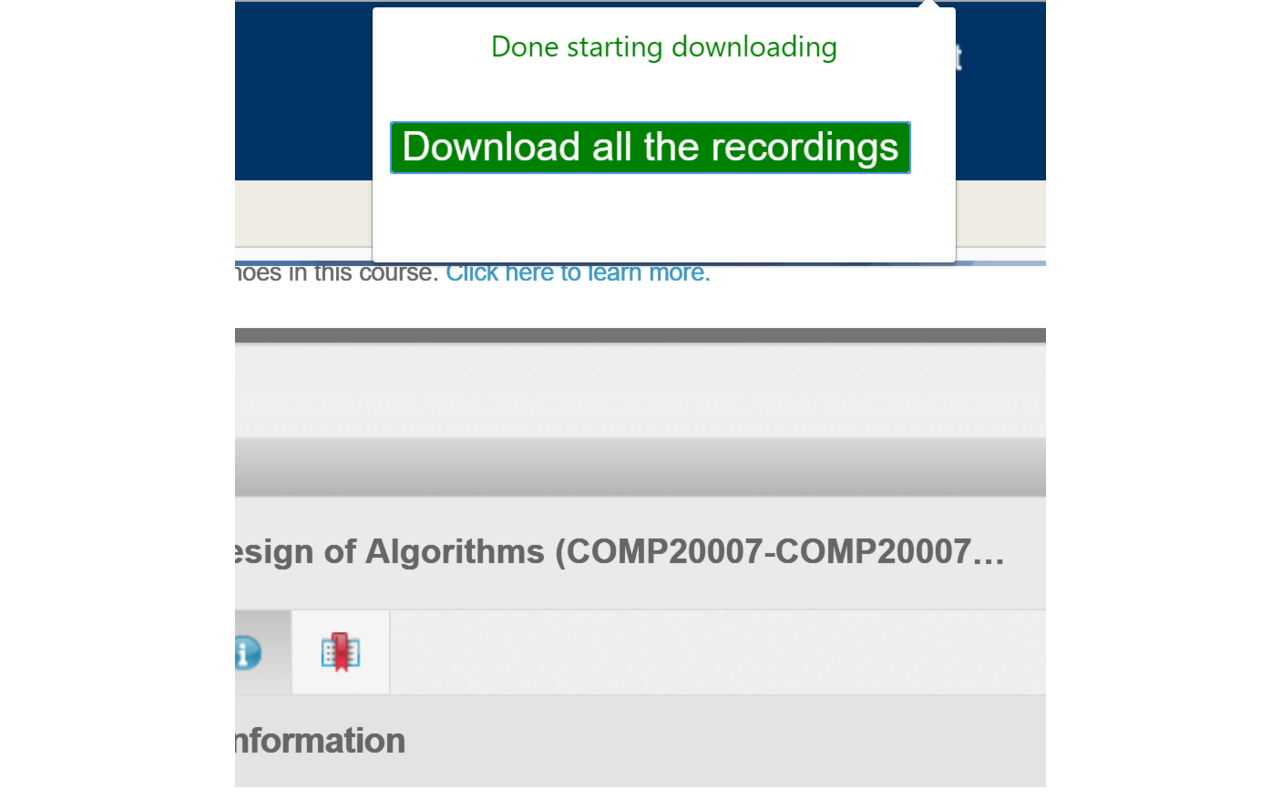 Done starting downloading
t
Download all the recordings
hoes in this course. Click here to learn more.
esign of Algorithms (COMP20007-COMP20007...
nformation